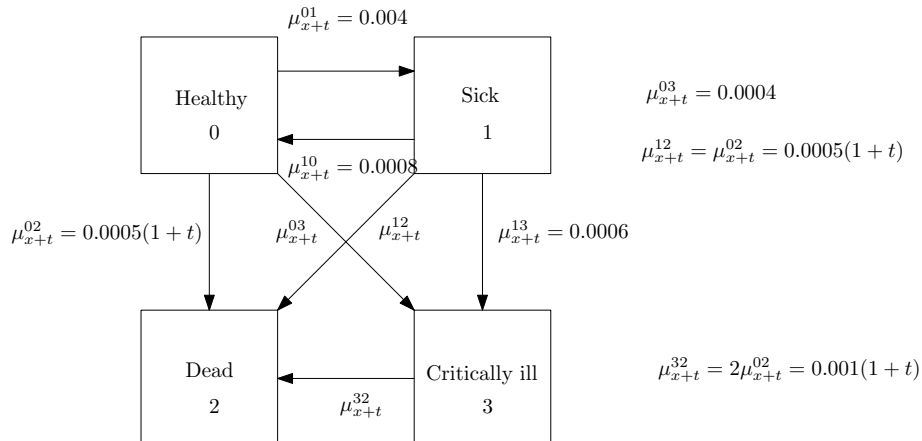 μ^{01}_{x+t} = 0.004
Healthy
0
Sick
1
μ^{03}_{x+t} = 0.0004
μ^{12}_{x+t} = μ^{02}_{x+t} = 0.0005(1 + t)
μ^{10}_{x+t} = 0.0008
μ^{02}_{x+t} = 0.0005(1 + t)
μ^{03}_{x+t}
μ^{12}_{x+t}
μ^{13}_{x+t} = 0.0006
Dead
2
Critically ill
3
μ^{32}_{x+t}
μ^{32}_{x+t} = 2μ^{02}_{x+t} = 0.001(1 + t)